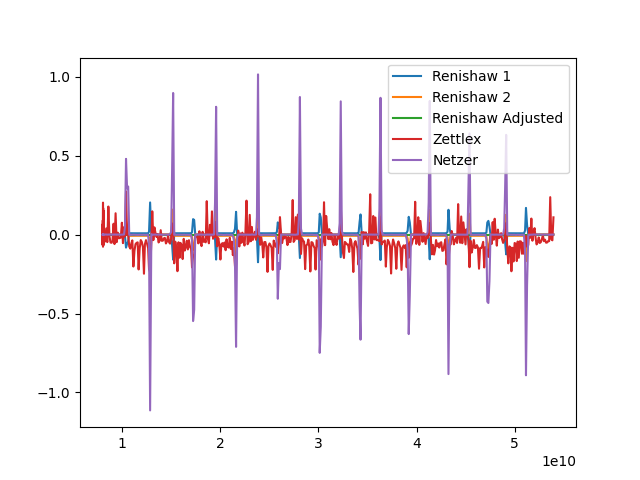 1.0
0.5
0.0
−0.5
−1.0
Renishaw 1
Renishaw 2
Renishaw Adjusted
Zettlex
Netzer
1 2 3 4 5
1e10